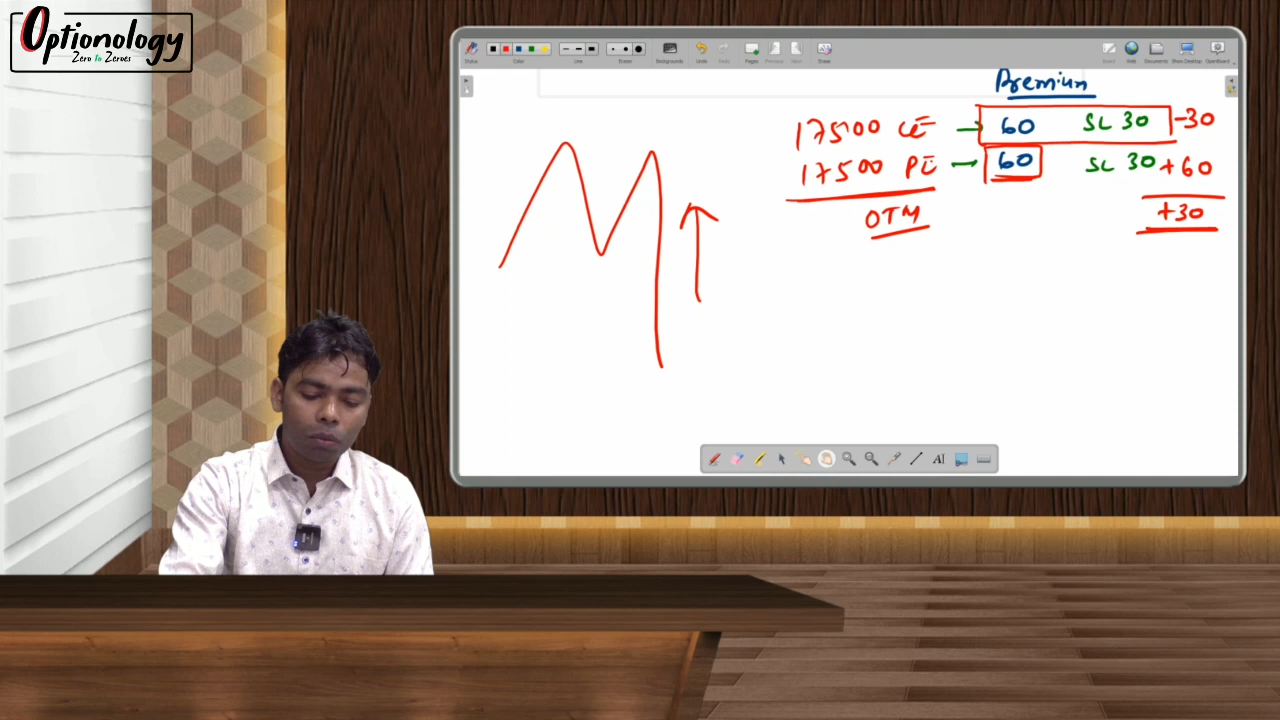 Optionology
Zero to Zeroes
Premium
17500 CE → 60 SL 30 -30
17500 PE → 60 SL 30 +60
OTM +30